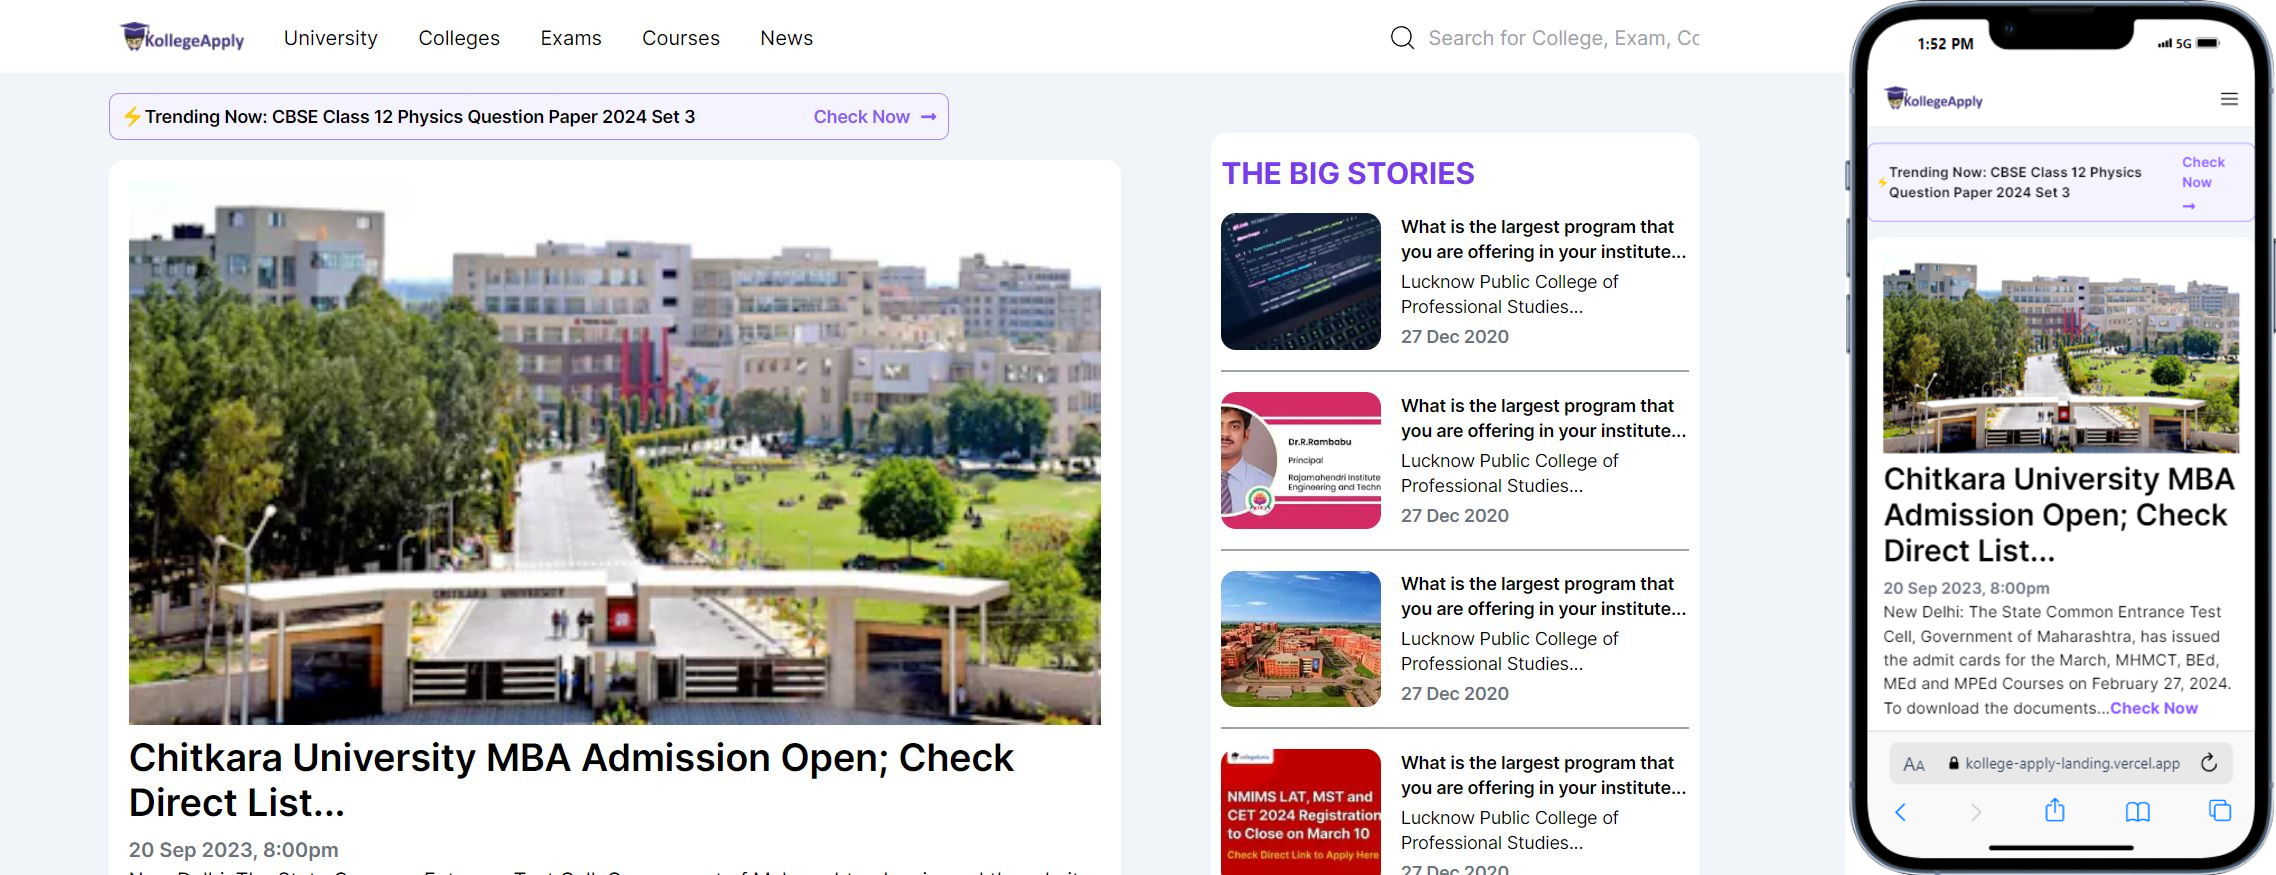 KollegeApply
University
Colleges
Exams
Courses
News
Search for College, Exam, Co
⚡Trending Now: CBSE Class 12 Physics Question Paper 2024 Set 3
Check Now →
CHITKARA UNIVERSITY
Chitkara University MBA Admission Open; Check
Direct List...
20 Sep 2023, 8:00pm
THE BIG STORIES
What is the largest program that
you are offering in your institute...
Lucknow Public College of
Professional Studies...
27 Dec 2020
Dr.R.Rambabu
Principal
Rajamahendri Institute
Engineering and Techn
What is the largest program that
you are offering in your institute...
Lucknow Public College of
Professional Studies...
27 Dec 2020
What is the largest program that
you are offering in your institute...
Lucknow Public College of
Professional Studies...
27 Dec 2020
NMIMS LAT, MST and
CET 2024 Registration
to Close on March 10
Check Direct Link to Apply Here
What is the largest program that
you are offering in your institute...
Lucknow Public College of
Professional Studies...
27 Dec 2020
1:52 PM
5G
KollegeApply
⚡Trending Now: CBSE Class 12 Physics
Question Paper 2024 Set 3
Check
Now
→
CHITKARA UNIVERSITY
Chitkara University MBA
Admission Open; Check
Direct List...
20 Sep 2023, 8:00pm
New Delhi: The State Common Entrance Test
Cell, Government of Maharashtra, has issued
the admit cards for the March, MHMCT, BEd,
MEd and MPEd Courses on February 27, 2024.
To download the documents...Check Now
AA
kollege-apply-landing.vercel.app